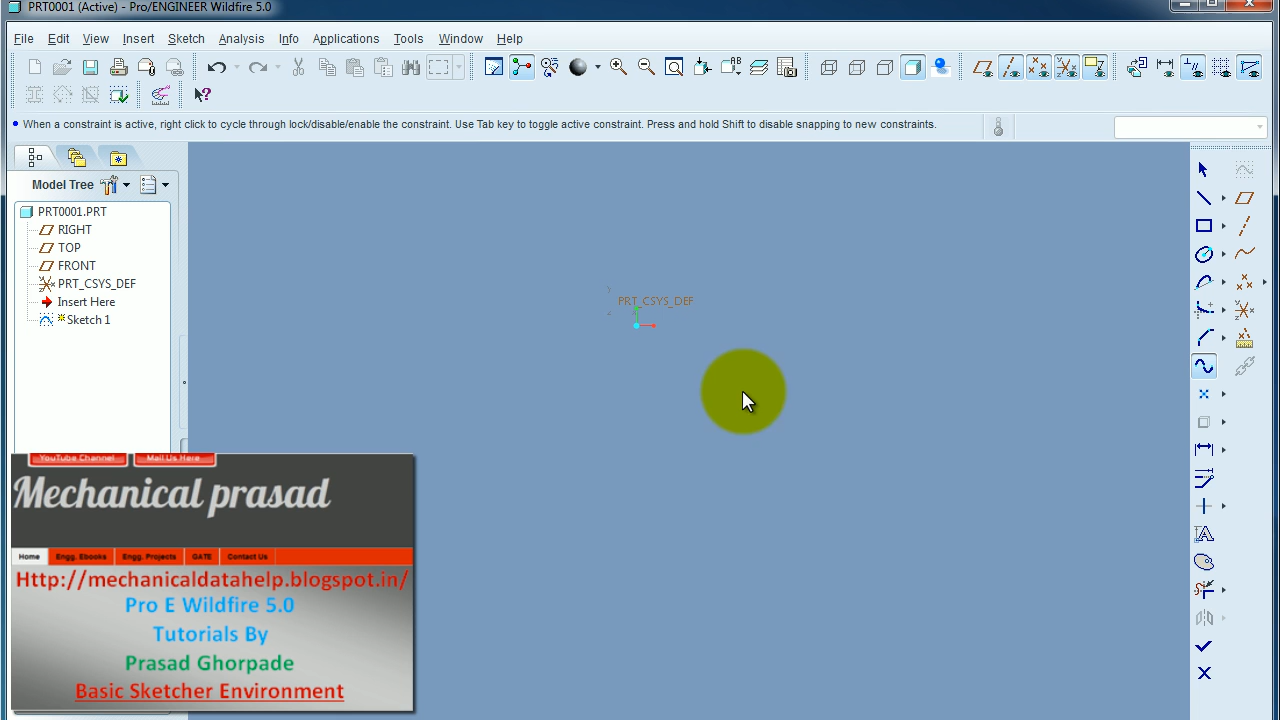 PRT0001 (Active) - Pro/ENGINEER Wildfire 5.0
File Edit View Insert Sketch Analysis Info Applications Tools Window Help
When a constraint is active, right click to cycle through lock/disable/enable the constraint. Use Tab key to toggle active constraint. Press and hold Shift to disable snapping to new constraints.
Model Tree
PRT0001.PRT
RIGHT
TOP
FRONT
PRT_CSYS_DEF
Insert Here
Sketch 1
PRT_CSYS_DEF
YouTube Channel Mail Us Here
Mechanical prasad
Home Engg. Ebooks Engg. Projects GATE Contact Us
Http://mechanicaldatahelp.blogspot.in/
Pro E Wildfire 5.0
Tutorials By
Prasad Ghorpade
Basic Sketcher Environment